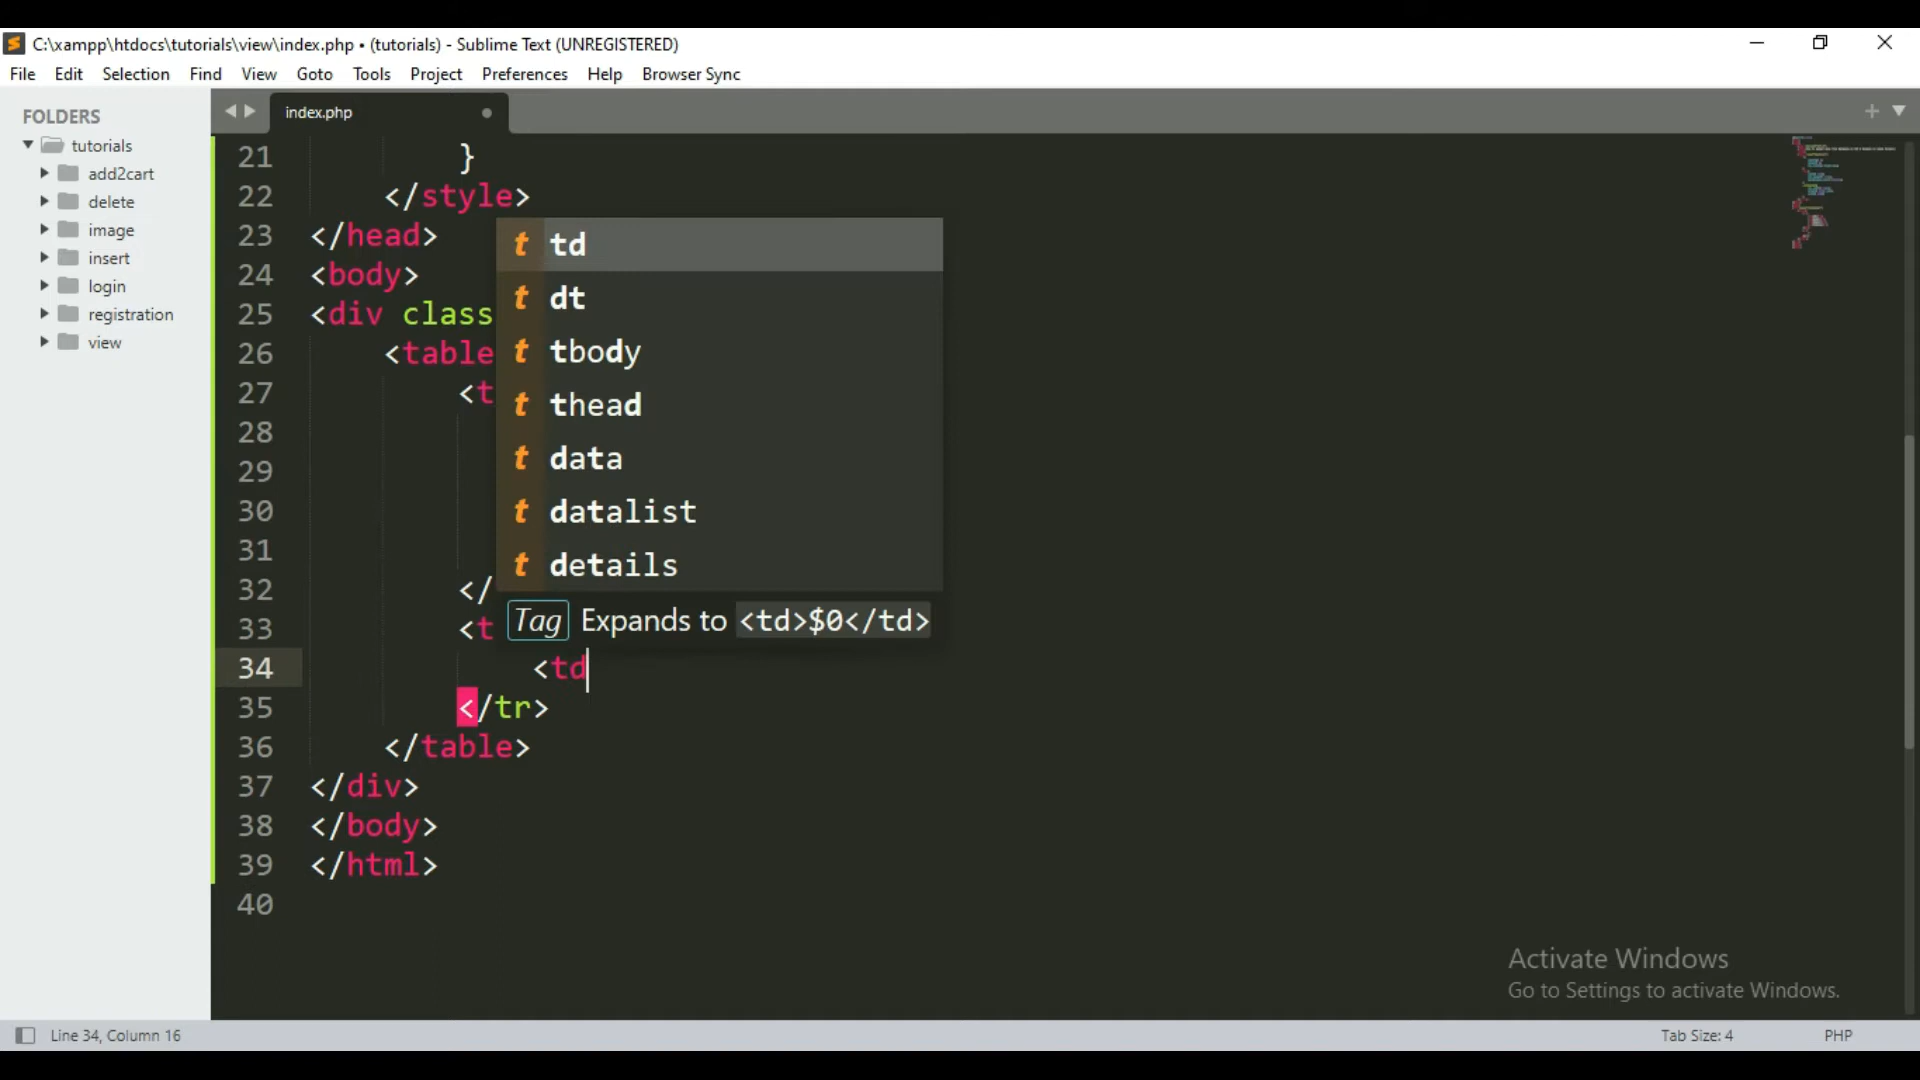 C:\xampp\htdocs\tutorials\view\index.php • (tutorials) - Sublime Text (UNREGISTERED)
File Edit Selection Find View Goto Tools Project Preferences Help Browser Sync
FOLDERS
tutorials
add2cart
delete
image
insert
login
registration
view
index.php
21 }
22 </style>
23 </head>
24 <body>
25 <div class
26 <table
27 <t
28
29
30
31
32 </
33 <t
34 <td
35 </tr>
36 </table>
37 </div>
38 </body>
39 </html>
40
t td
t dt
t tbody
t thead
t data
t datalist
t details
Tag Expands to <td>$0</td>
Activate Windows
Go to Settings to activate Windows.
Line 34, Column 16
Tab Size: 4
PHP